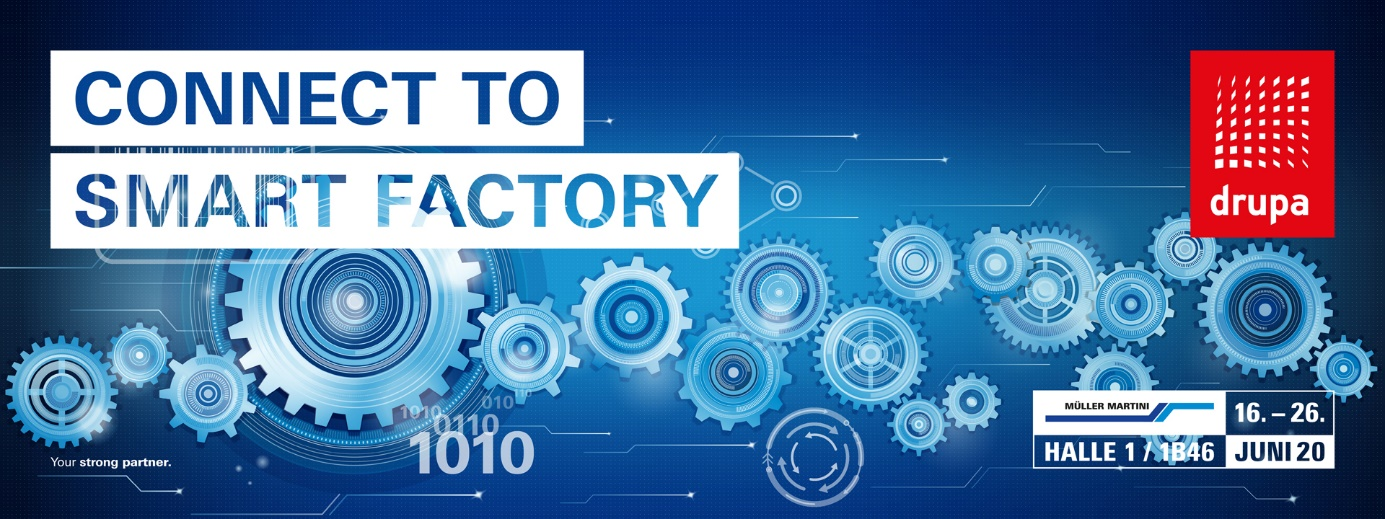 CONNECT TO
SMART FACTORY
drupa
1010
010
10110
1010
Your strong partner.
MÜLLER MARTINI
16. – 26.
HALLE 1 / 1B46
JUNI 20